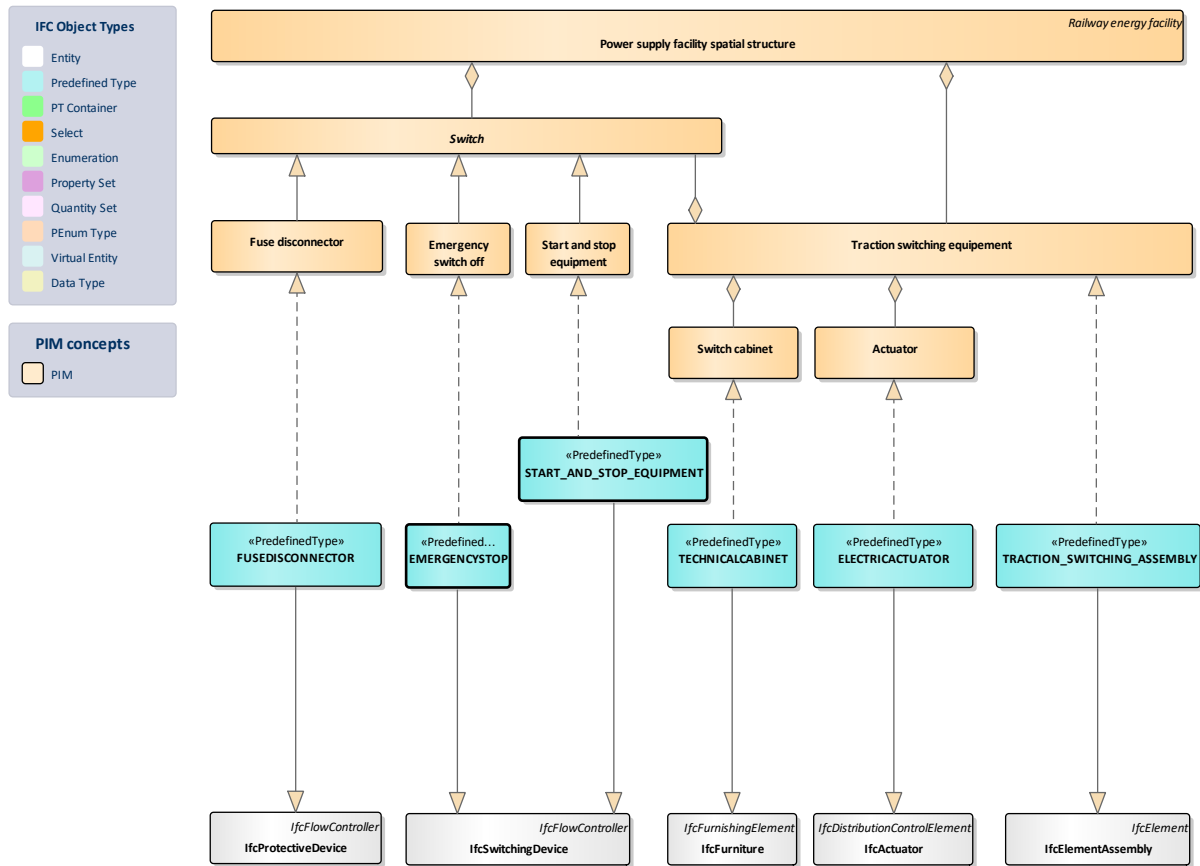 IFC Object Types
Entity
Predefined Type
PT Container
Select
Enumeration
Property Set
Quantity Set
PEnum Type
Virtual Entity
Data Type
PIM concepts
PIM
Railway energy facility
Power supply facility spatial structure
Switch
Fuse disconnector
Emergency
switch off
Start and stop
equipment
Traction switching equipement
Switch cabinet
Actuator
«PredefinedType»
START_AND_STOP_EQUIPMENT
«PredefinedType»
FUSEDISCONNECTOR
«Predefined...
EMERGENCYSTOP
«PredefinedType»
TECHNICALCABINET
«PredefinedType»
ELECTRICACTUATOR
«PredefinedType»
TRACTION_SWITCHING_ASSEMBLY
IfcFlowController
IfcProtectiveDevice
IfcFlowController
IfcSwitchingDevice
IfcFurnishingElement
IfcFurniture
IfcDistributionControlElement
IfcActuator
IfcElement
IfcElementAssembly